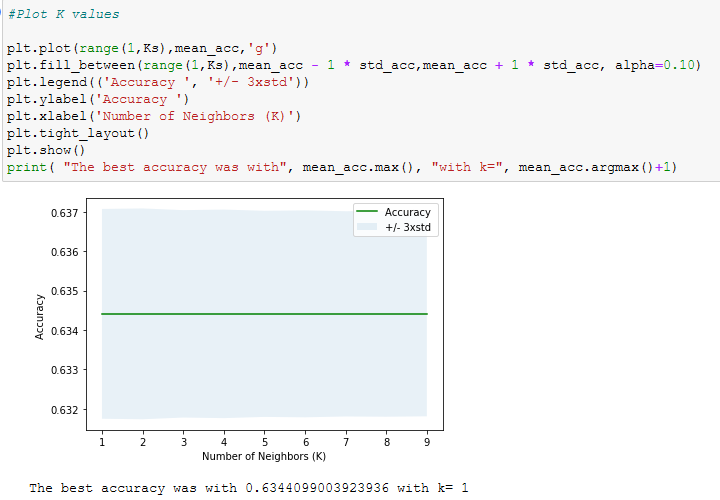 #Plot K values
plt.plot(range(1,Ks),mean_acc,'g')
plt.fill_between(range(1,Ks),mean_acc - 1 * std_acc,mean_acc + 1 * std_acc, alpha=0.10)
plt.legend(('Accuracy ', '+/- 3xstd'))
plt.ylabel('Accuracy ')
plt.xlabel('Number of Neighbors (K)')
plt.tight_layout()
plt.show()
print( "The best accuracy was with", mean_acc.max(), "with k=", mean_acc.argmax()+1)
Accuracy
+/- 3xstd
0.637
0.636
0.635
0.634
0.633
0.632
Accuracy
1 2 3 4 5 6 7 8 9
Number of Neighbors (K)
The best accuracy was with 0.6344099003923936 with k= 1